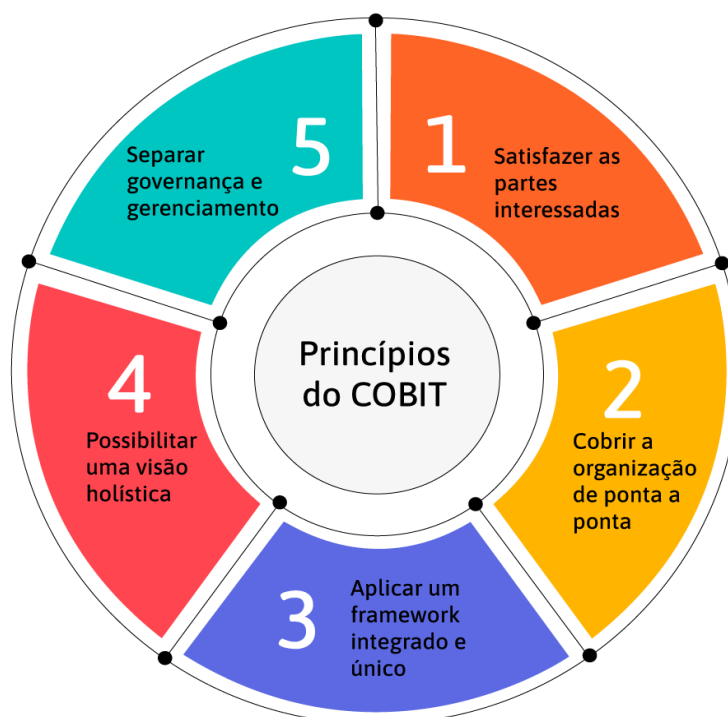 Princípios
do COBIT
1
Satisfazer as
partes
interessadas
2
Cobrir a
organização
de ponta a
ponta
3
Aplicar um
framework
integrado e
único
4
Possibilitar
uma visão
holística
5
Separar
governança e
gerenciamento